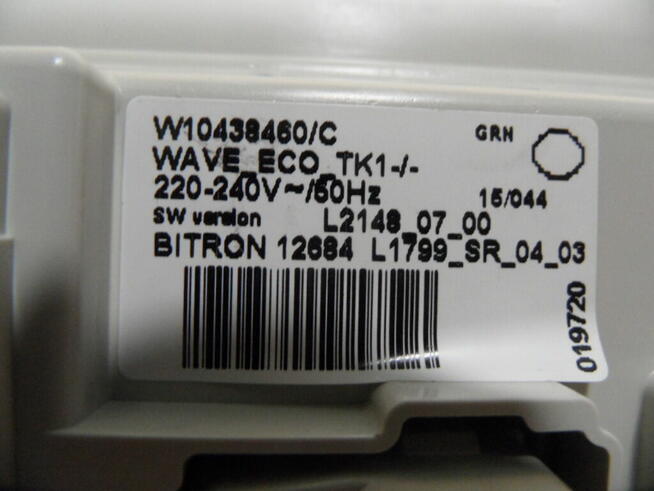 W10438460/C GRN
WAVE_ECO_TK1-/-
220-240V~/50Hz 15/044
SW version L2148_07_00
BITRON 12684 L1799_SR_04_03
019720